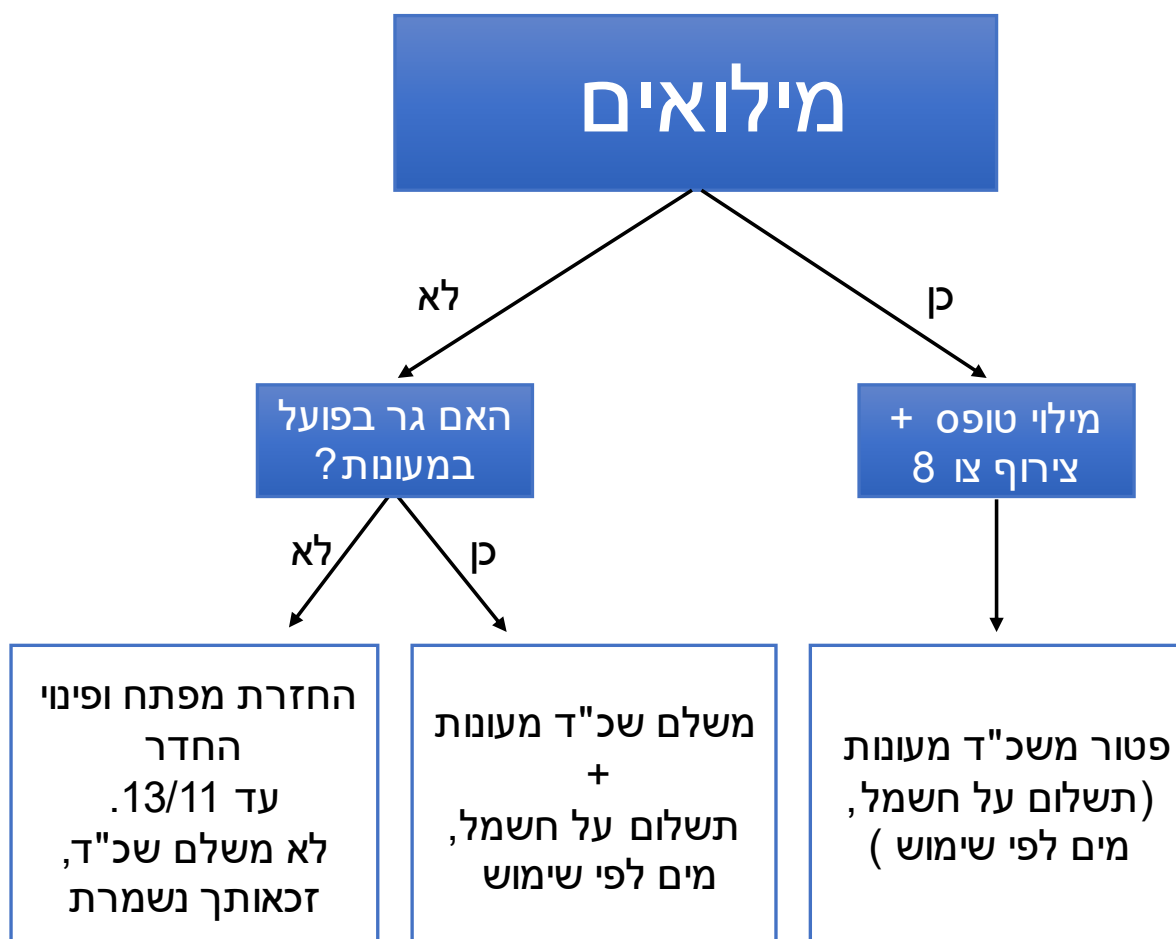 מילואים
כן
לא
מילוי טופס +
צירוף צו 8
האם גר בפועל
במעונות?
כן
לא
פטור משכ"ד מעונות
(תשלום על חשמל,
מים לפי שימוש )
משלם שכ"ד מעונות
+
תשלום על חשמל,
מים לפי שימוש
החזרת מפתח ופינוי
החדר
עד 13/11.
לא משלם שכ"ד,
זכאותך נשמרת